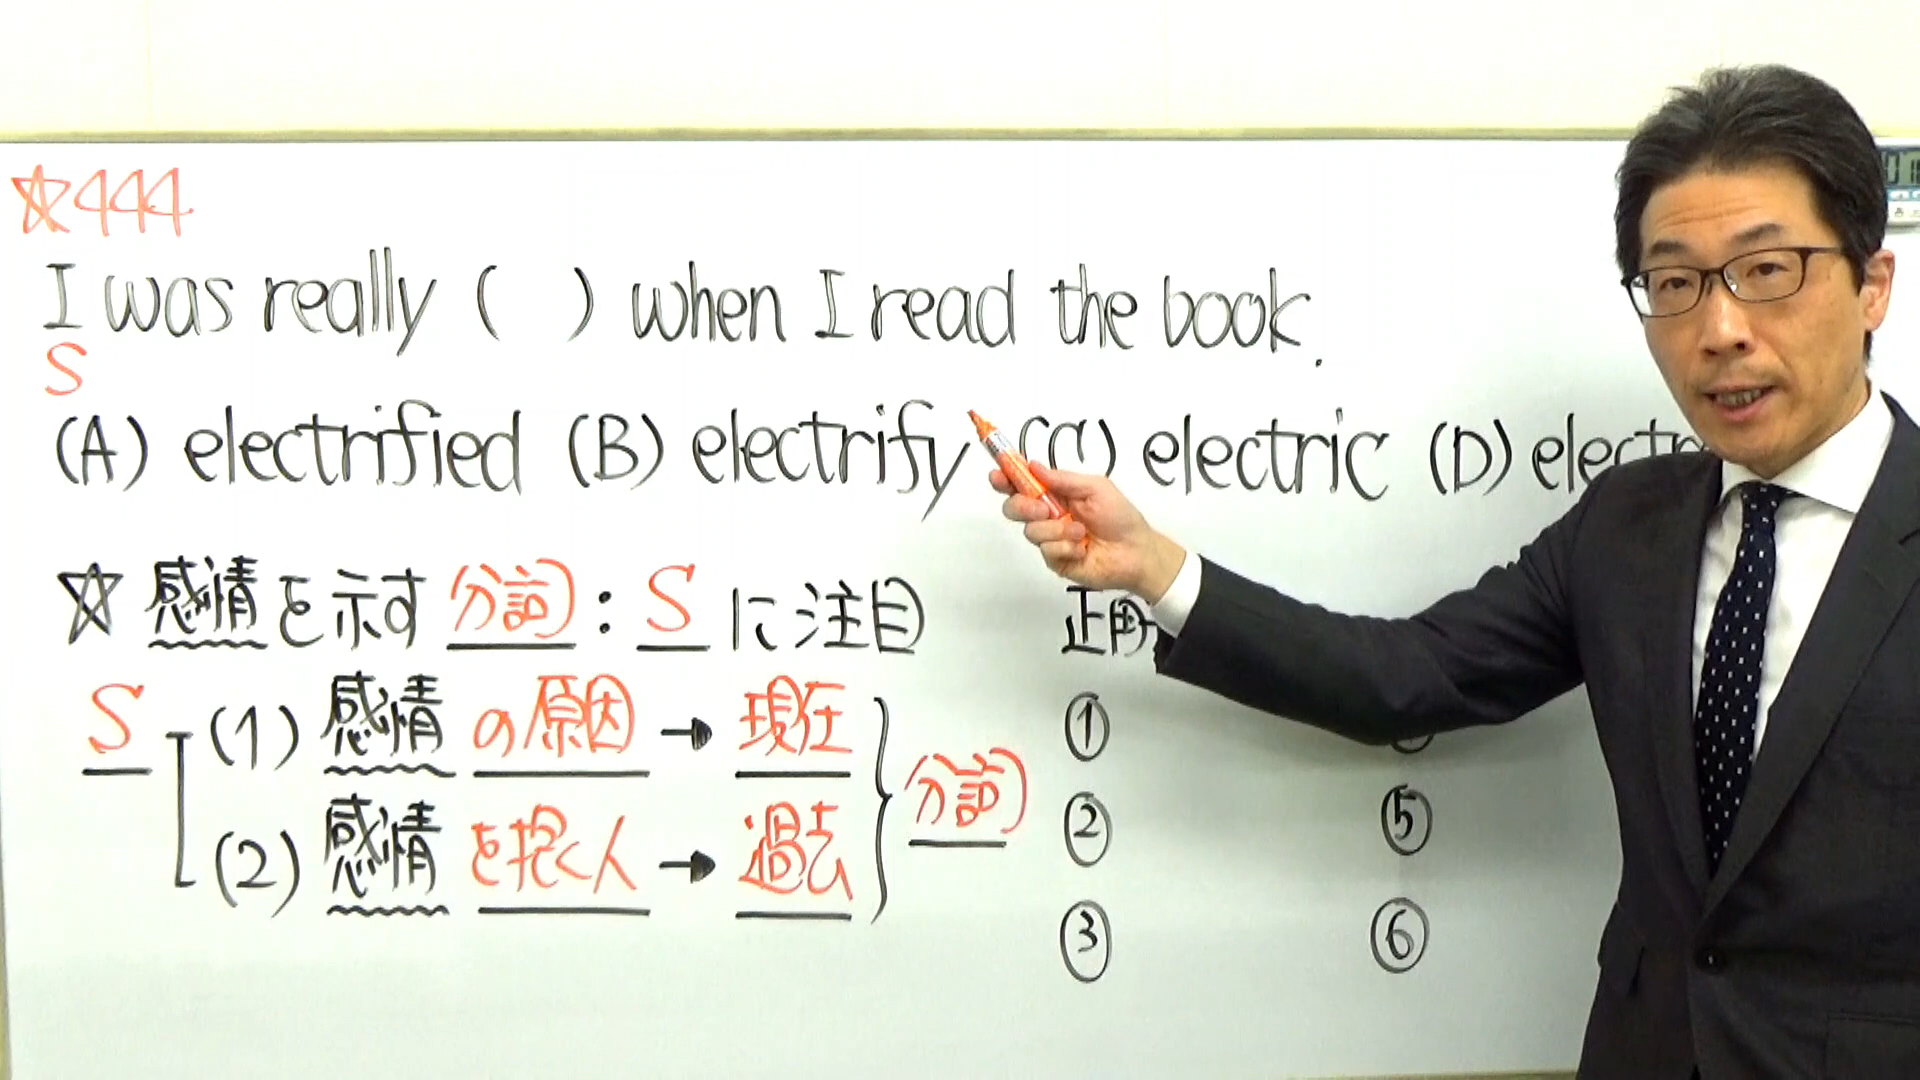 ☆444
I was really ( ) when I read the book.
S
(A) electrified (B) electrify (C) electric (D)
☆ 感情を示す分詞:Sに注目
S (1) 感情の原因→現在
(2) 感情を抱く人→過去
分詞
①
②
③
⑤
⑥